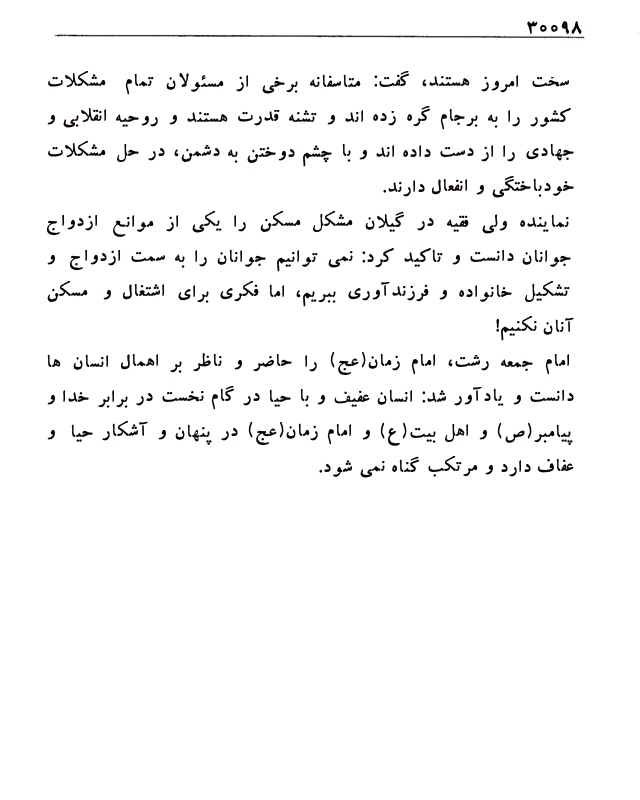 ۳۰۰۹۸
سخت امروز هستند، گفت: متاسفانه برخی از مسئولان تمام مشکلات
کشور را به برجام گره زده اند و تشنه قدرت هستند و روحیه انقلابی و
جهادی را از دست داده اند و با چشم دوختن به دشمن، در حل مشکلات
خودباختگی و انفعال دارند.
نماینده ولی فقیه در گیلان مشکل مسکن را یکی از موانع ازدواج
جوانان دانست و تاکید کرد: نمی توانیم جوانان را به سمت ازدواج و
تشکیل خانواده و فرزندآوری ببریم، اما فکری برای اشتغال و مسکن
آنان نکنیم!
امام جمعه رشت، امام زمان(عج) را حاضر و ناظر بر اهمال انسان ها
دانست و یادآور شد: انسان عفیف و با حیا در گام نخست در برابر خدا و
پیامبر(ص) و اهل بیت(ع) و امام زمان(عج) در پنهان و آشکار حیا و
عفاف دارد و مرتکب گناه نمی شود.